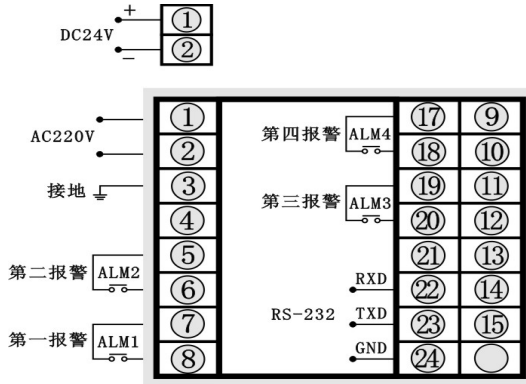 +
DC24V
−
①
②
AC220V
接地
第二报警 ALM2
第一报警 ALM1
①
②
③
④
⑤
⑥
⑦
⑧
第四报警 ALM4
第三报警 ALM3
RS-232
RXD
TXD
GND
⑰ ⑨
⑱ ⑩
⑲ ⑪
⑳ ⑫
㉑ ⑬
㉒ ⑭
㉓ ⑮
㉔